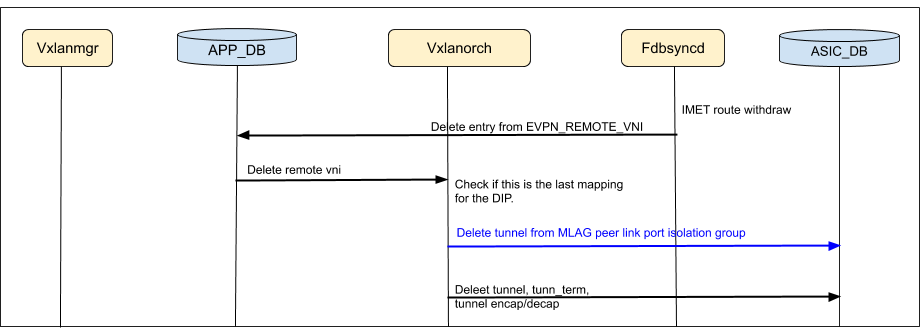 Vxlanmgr
APP_DB
Vxlanorch
Fdbsyncd
ASIC_DB
IMET route withdraw
Delete entry from EVPN_REMOTE_VNI
Delete remote vni
Check if this is the last mapping
for the DIP.
Delete tunnel from MLAG peer link port isolation group
Deleet tunnel, tunn_term,
tunnel encap/decap